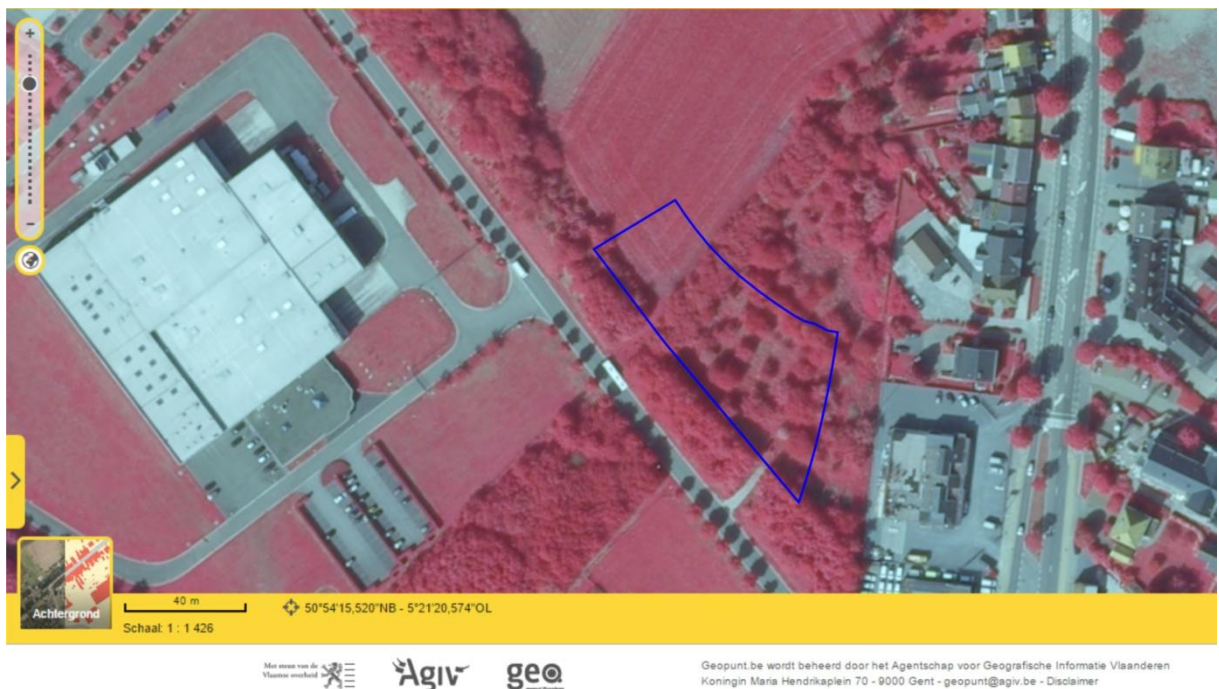 +
-
Achtergrond
40 m
Schaal: 1 : 1 426
50°54'15,520"NB - 5°21'20,574"OL
Met steun van de
Vlaamse overheid
Agiv
geo
Geopunt.be wordt beheerd door het Agentschap voor Geografische Informatie Vlaanderen
Koningin Maria Hendrikaplein 70 - 9000 Gent - geopunt@agiv.be - Disclaimer